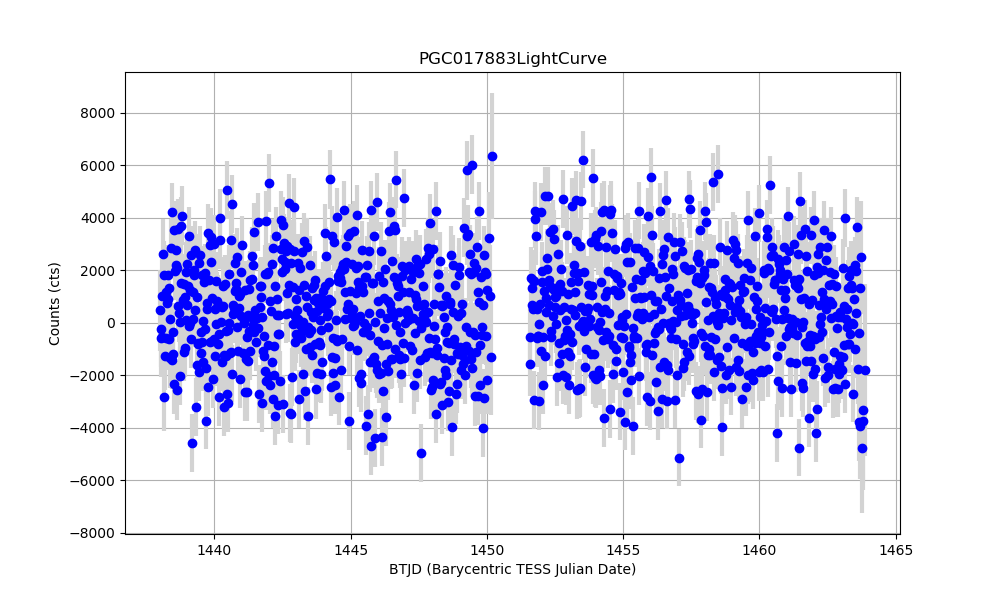 PGC017883LightCurve
Counts (cts)
8000
6000
4000
2000
0
−2000
−4000
−6000
−8000
1440 1445 1450 1455 1460 1465
BTJD (Barycentric TESS Julian Date)